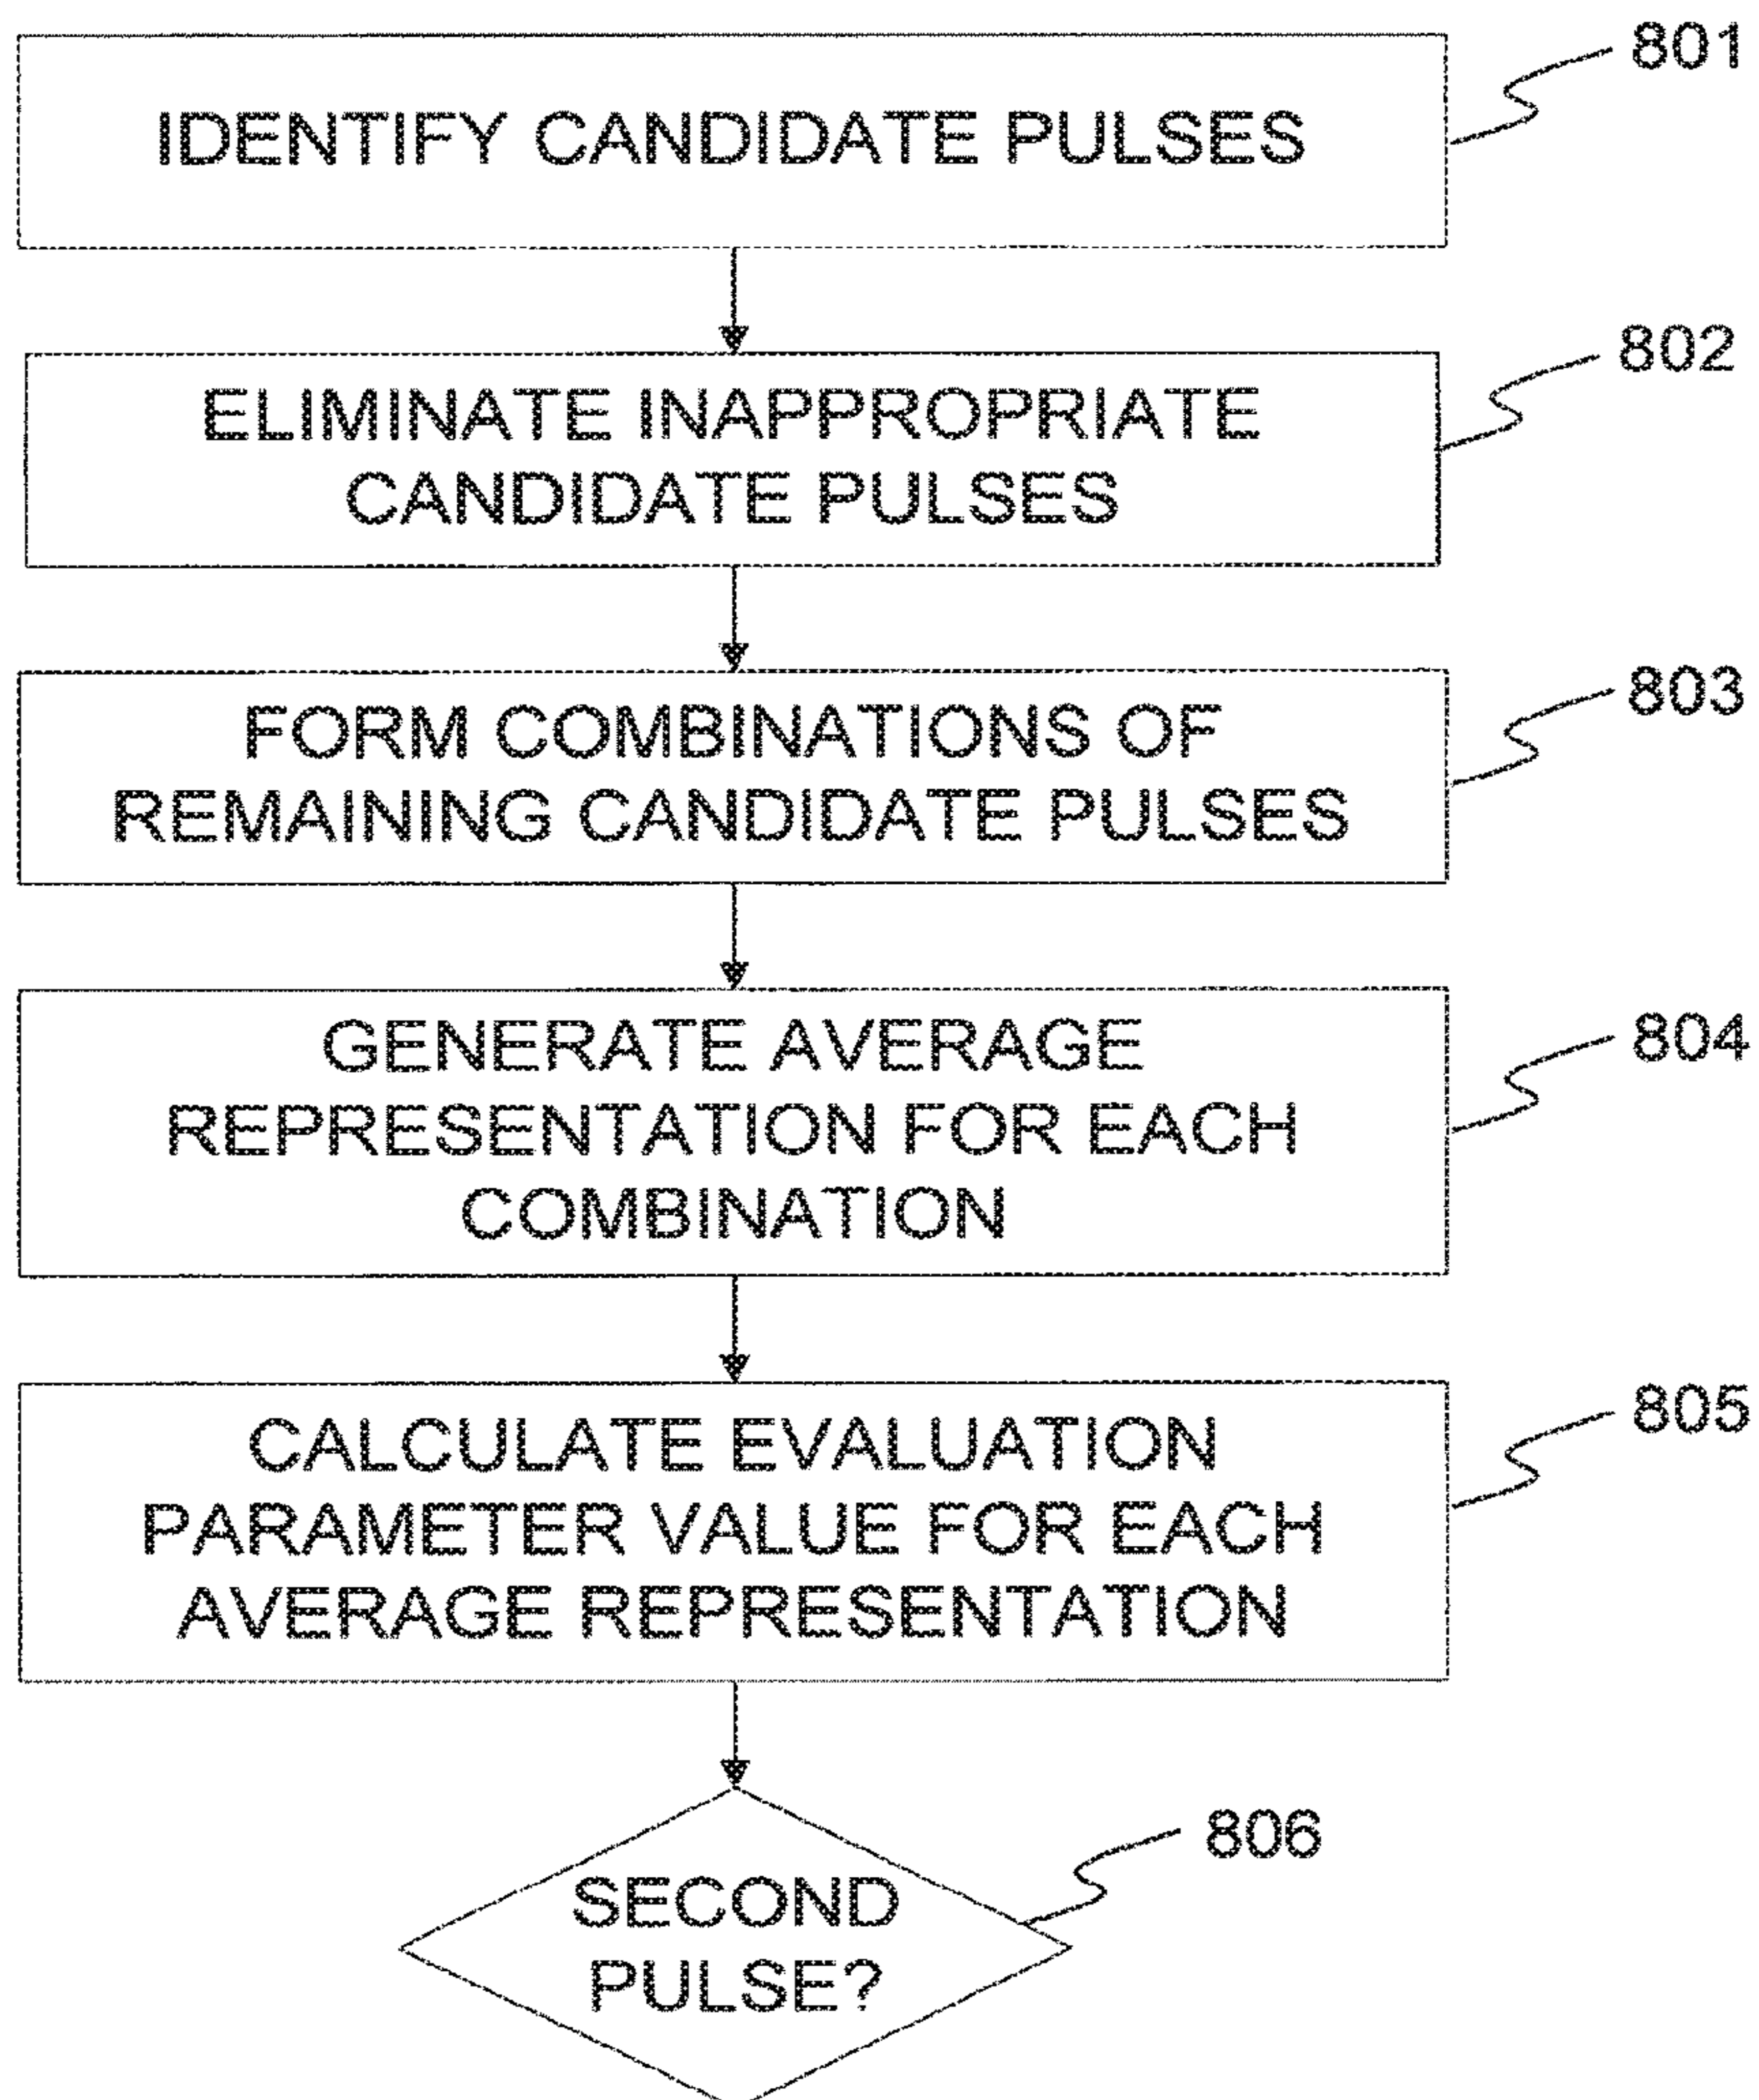 801
IDENTIFY CANDIDATE PULSES
802
ELIMINATE INAPPROPRIATE
CANDIDATE PULSES
803
FORM COMBINATIONS OF
REMAINING CANDIDATE PULSES
804
GENERATE AVERAGE
REPRESENTATION FOR EACH
COMBINATION
805
CALCULATE EVALUATION
PARAMETER VALUE FOR EACH
AVERAGE REPRESENTATION
806
SECOND
PULSE?